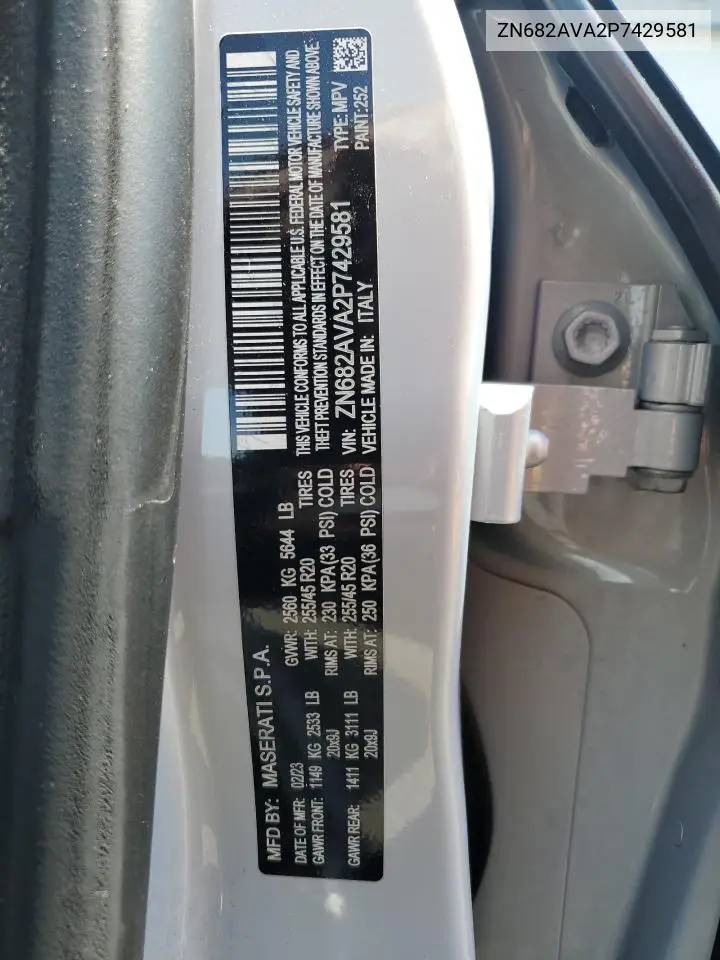 ZN682AVA2P7429581
MFD BY: MASERATI S.P.A.
DATE OF MFR: 02/23 GVWR: 2560 KG 5644 LB
GAWR FRONT: 1149 KG 2533 LB WITH: 255/45 R20 TIRES
20x9J RIMS AT: 230 KPA (33 PSI) COLD
GAWR REAR: 1411 KG 3111 LB WITH: 255/45 R20 TIRES
20x9J RIMS AT: 250 KPA (36 PSI) COLD
THIS VEHICLE CONFORMS TO ALL APPLICABLE U.S. FEDERAL MOTOR VEHICLE SAFETY AND
THEFT PREVENTION STANDARDS IN EFFECT ON THE DATE OF MANUFACTURE SHOWN ABOVE.
VIN: ZN682AVA2P7429581 TYPE: MPV
VEHICLE MADE IN: ITALY PAINT: 252